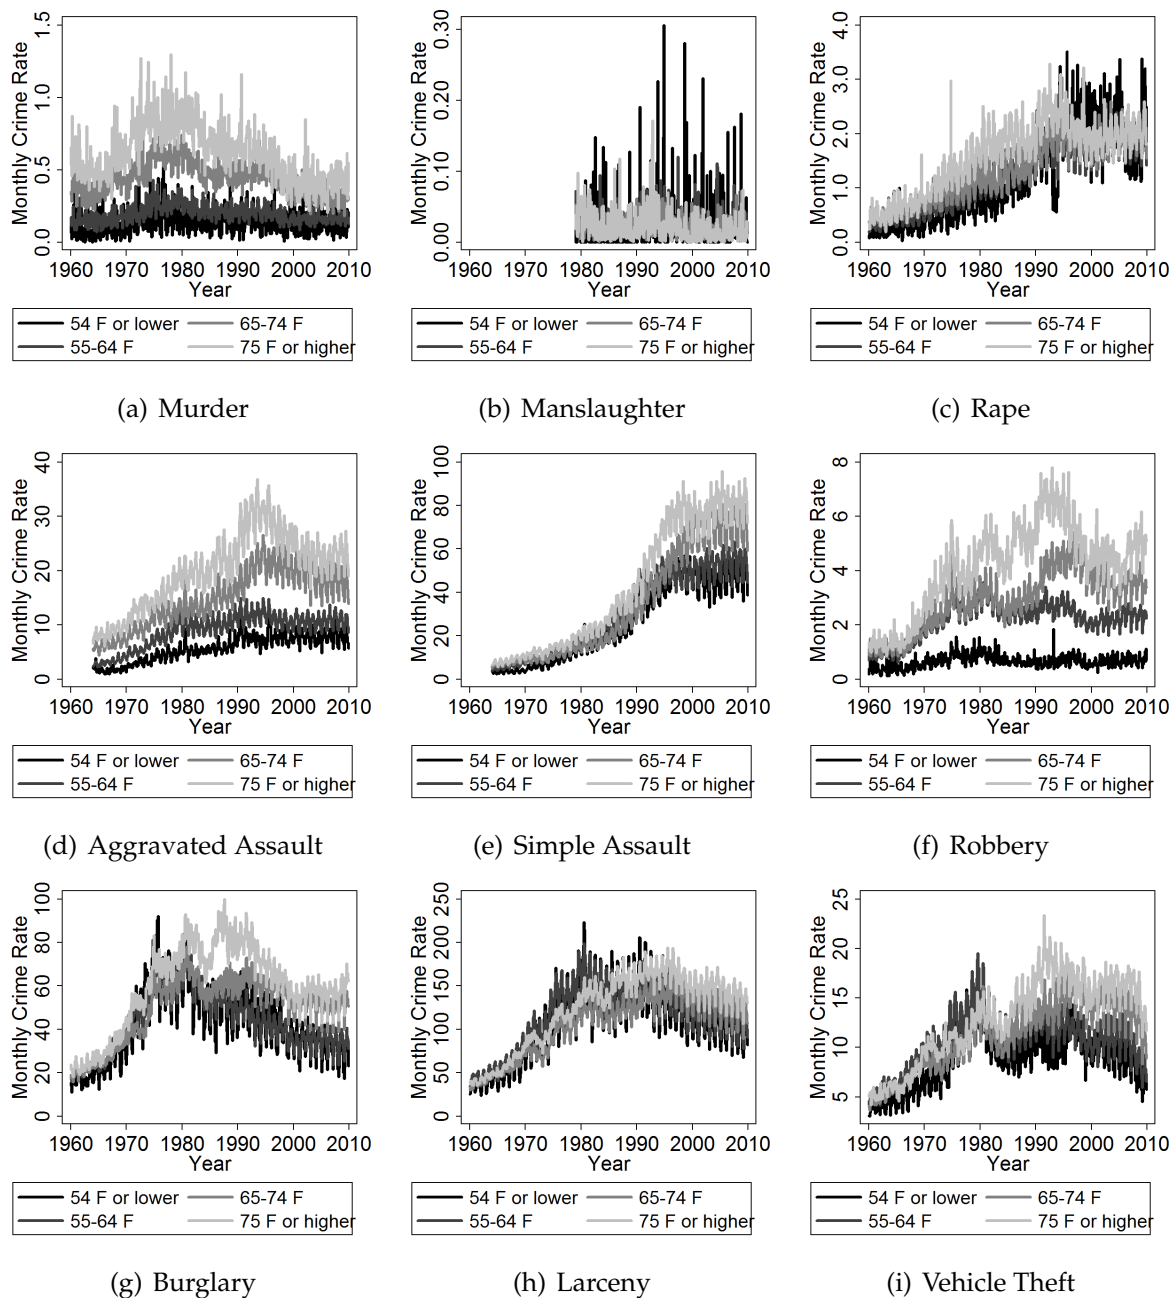 Monthly Crime Rate
0.0 0.5 1.0 1.5
1960 1970 1980 1990 2000 2010
Year
54 F or lower 65-74 F
55-64 F 75 F or higher
(a) Murder
Monthly Crime Rate
0.00 0.10 0.20 0.30
1960 1970 1980 1990 2000 2010
Year
54 F or lower 65-74 F
55-64 F 75 F or higher
(b) Manslaughter
Monthly Crime Rate
0.0 1.0 2.0 3.0 4.0
1960 1970 1980 1990 2000 2010
Year
54 F or lower 65-74 F
55-64 F 75 F or higher
(c) Rape
Monthly Crime Rate
0 10 20 30 40
1960 1970 1980 1990 2000 2010
Year
54 F or lower 65-74 F
55-64 F 75 F or higher
(d) Aggravated Assault
Monthly Crime Rate
0 20 40 60 80 100
1960 1970 1980 1990 2000 2010
Year
54 F or lower 65-74 F
55-64 F 75 F or higher
(e) Simple Assault
Monthly Crime Rate
0 2 4 6 8
1960 1970 1980 1990 2000 2010
Year
54 F or lower 65-74 F
55-64 F 75 F or higher
(f) Robbery
Monthly Crime Rate
0 20 40 60 80 100
1960 1970 1980 1990 2000 2010
Year
54 F or lower 65-74 F
55-64 F 75 F or higher
(g) Burglary
Monthly Crime Rate
0 50 100 150 200 250
1960 1970 1980 1990 2000 2010
Year
54 F or lower 65-74 F
55-64 F 75 F or higher
(h) Larceny
Monthly Crime Rate
5 10 15 20 25
1960 1970 1980 1990 2000 2010
Year
54 F or lower 65-74 F
55-64 F 75 F or higher
(i) Vehicle Theft